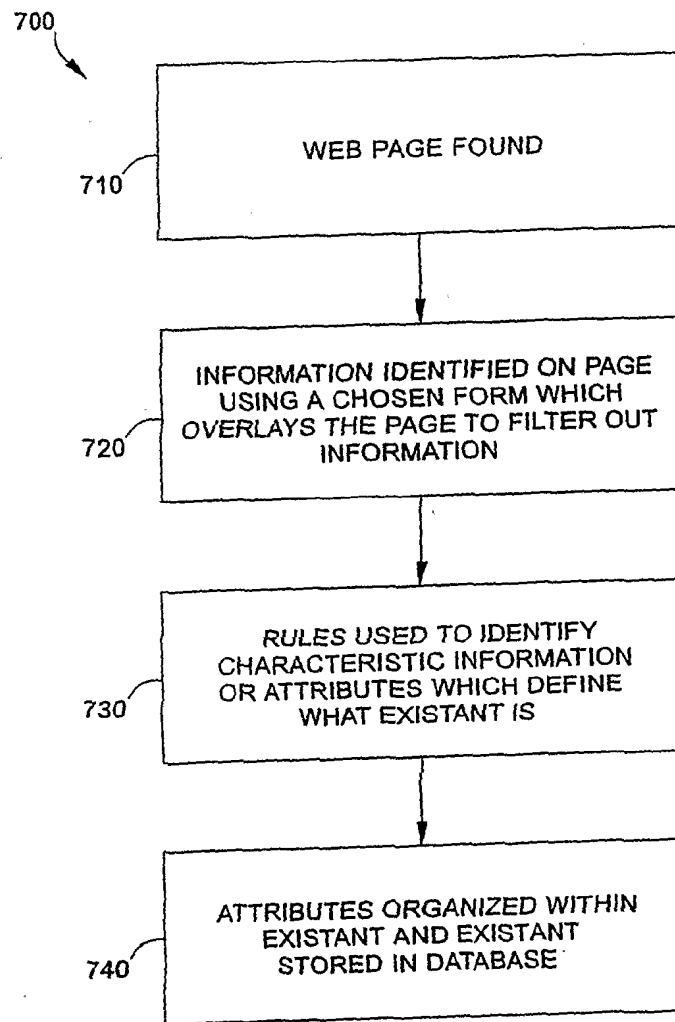 700
WEB PAGE FOUND
710
INFORMATION IDENTIFIED ON PAGE
USING A CHOSEN FORM WHICH
OVERLAYS THE PAGE TO FILTER OUT
INFORMATION
720
RULES USED TO IDENTIFY
CHARACTERISTIC INFORMATION
OR ATTRIBUTES WHICH DEFINE
WHAT EXISTANT IS
730
ATTRIBUTES ORGANIZED WITHIN
EXISTANT AND EXISTANT
STORED IN DATABASE
740